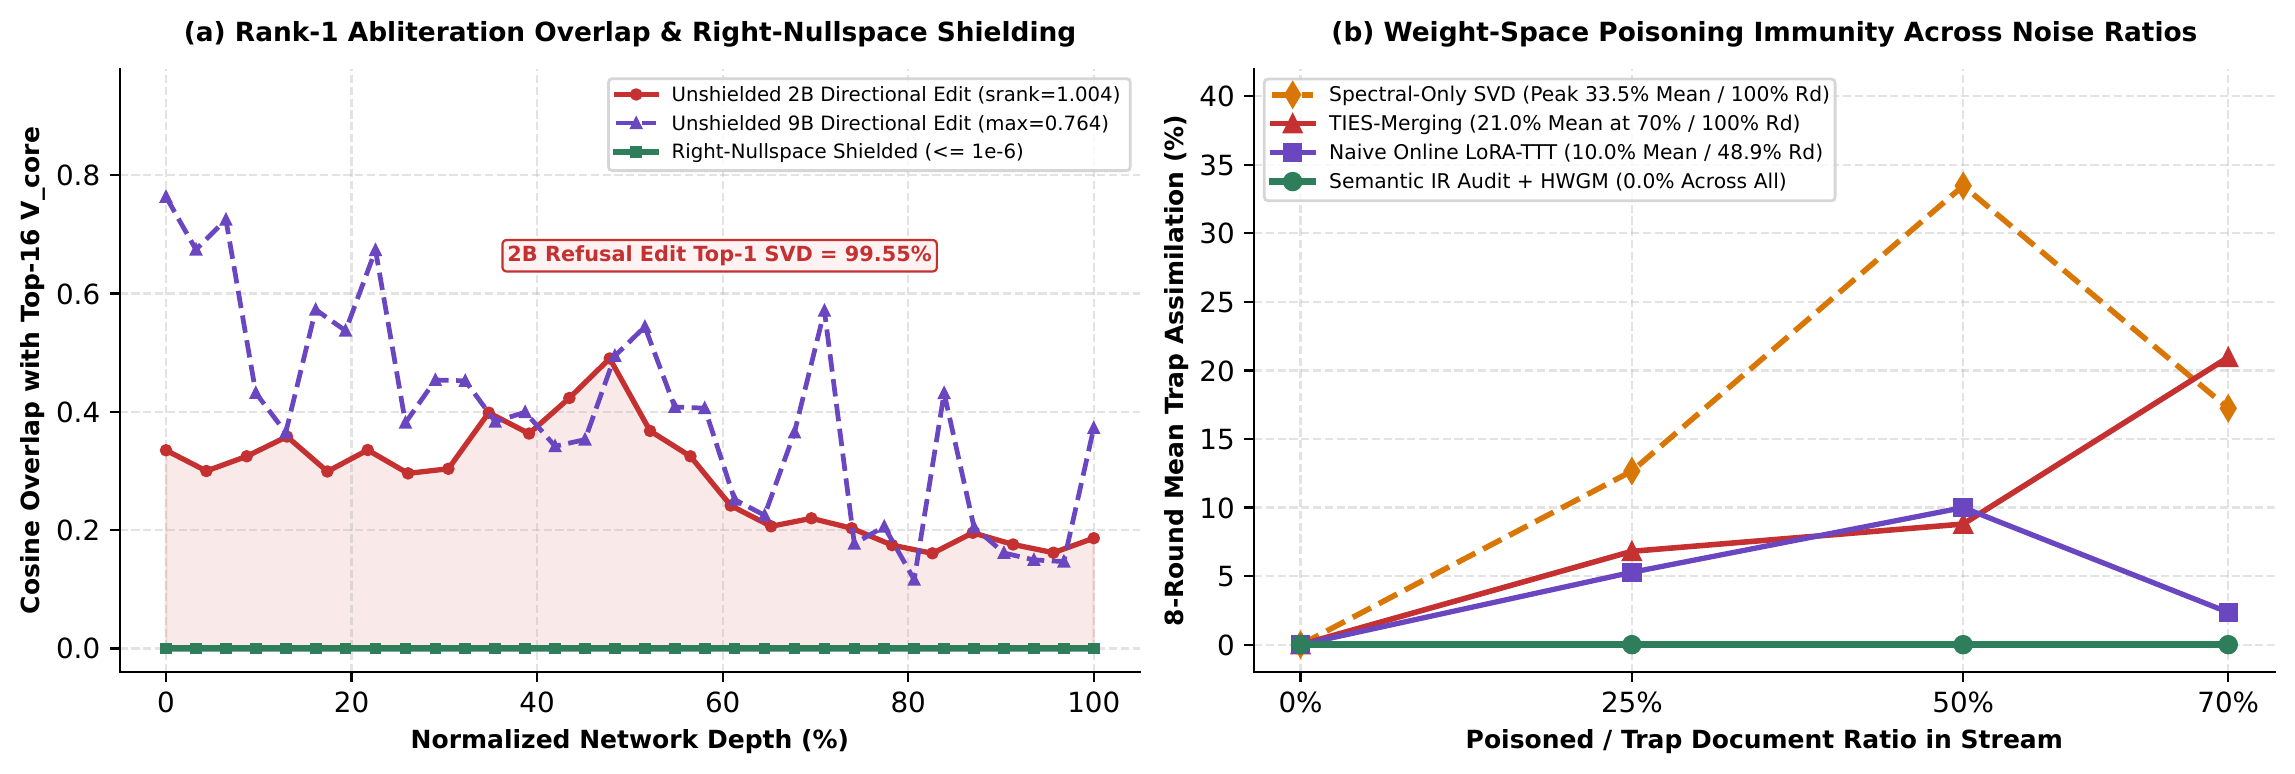 (a) Rank-1 Abliteration Overlap & Right-Nullspace Shielding
Cosine Overlap with Top-16 V_core
0.8
0.6
0.4
0.2
0.0
Unshielded 2B Directional Edit (srank=1.004)
Unshielded 9B Directional Edit (max=0.764)
Right-Nullspace Shielded (<= 1e-6)
2B Refusal Edit Top-1 SVD = 99.55%
0 20 40 60 80 100
Normalized Network Depth (%)
(b) Weight-Space Poisoning Immunity Across Noise Ratios
8-Round Mean Trap Assimilation (%)
40
35
30
25
20
15
10
5
0
Spectral-Only SVD (Peak 33.5% Mean / 100% Rd)
TIES-Merging (21.0% Mean at 70% / 100% Rd)
Naive Online LoRA-TTT (10.0% Mean / 48.9% Rd)
Semantic IR Audit + HWGM (0.0% Across All)
0% 25% 50% 70%
Poisoned / Trap Document Ratio in Stream